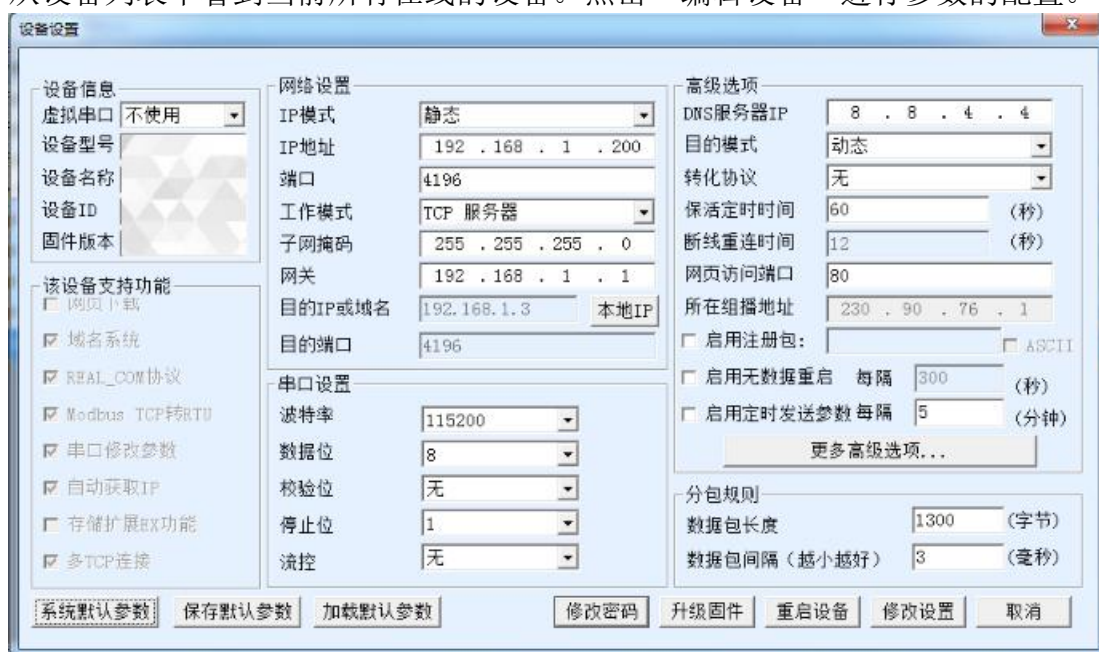 从设备列表中看到当前所有在线的设备。点击“编辑设备”进行参数的配置。
设备设置
设备信息
虚拟串口 不使用
设备型号
设备名称
设备ID
固件版本
该设备支持功能
网页下载
域名系统
REAL_COM协议
Modbus TCP转RTU
串口修改参数
自动获取IP
存储扩展EX功能
多TCP连接
网络设置
IP模式 静态
IP地址 192 . 168 . 1 . 200
端口 4196
工作模式 TCP 服务器
子网掩码 255 . 255 . 255 . 0
网关 192 . 168 . 1 . 1
目的IP或域名 192.168.1.3 本地IP
目的端口 4196
串口设置
波特率 115200
数据位 8
校验位 无
停止位 1
流控 无
高级选项
DNS服务器IP 8 . 8 . 4 . 4
目的模式 动态
转化协议 无
保活定时时间 60 (秒)
断线重连时间 12 (秒)
网页访问端口 80
所在组播地址 230 . 90 . 76 . 1
启用注册包: ASCII
启用无数据重启 每隔 300 (秒)
启用定时发送参数 每隔 5 (分钟)
更多高级选项...
分包规则
数据包长度 1300 (字节)
数据包间隔（越小越好） 3 (毫秒)
系统默认参数 保存默认参数 加载默认参数 修改密码 升级固件 重启设备 修改设置 取消